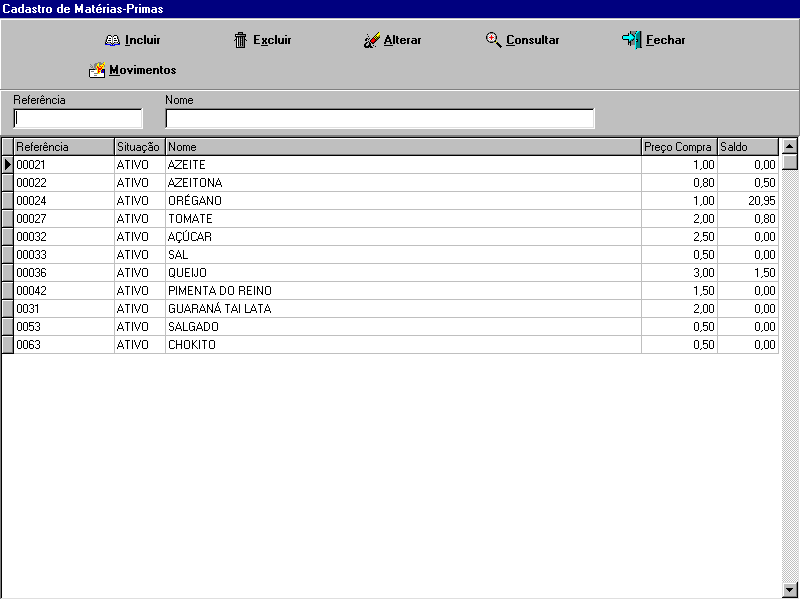 Cadastro de Matérias-Primas
Incluir Excluir Alterar Consultar Fechar
Movimentos
Referência Nome
Referência Situação Nome Preço Compra Saldo
00021 ATIVO AZEITE 1,00 0,00
00022 ATIVO AZEITONA 0,80 0,50
00024 ATIVO ORÉGANO 1,00 20,95
00027 ATIVO TOMATE 2,00 0,80
00032 ATIVO AÇÚCAR 2,50 0,00
00033 ATIVO SAL 0,50 0,00
00036 ATIVO QUEIJO 3,00 1,50
00042 ATIVO PIMENTA DO REINO 1,50 0,00
0031 ATIVO GUARANÁ TAI LATA 2,00 0,00
0053 ATIVO SALGADO 0,50 0,00
0063 ATIVO CHOKITO 0,50 0,00